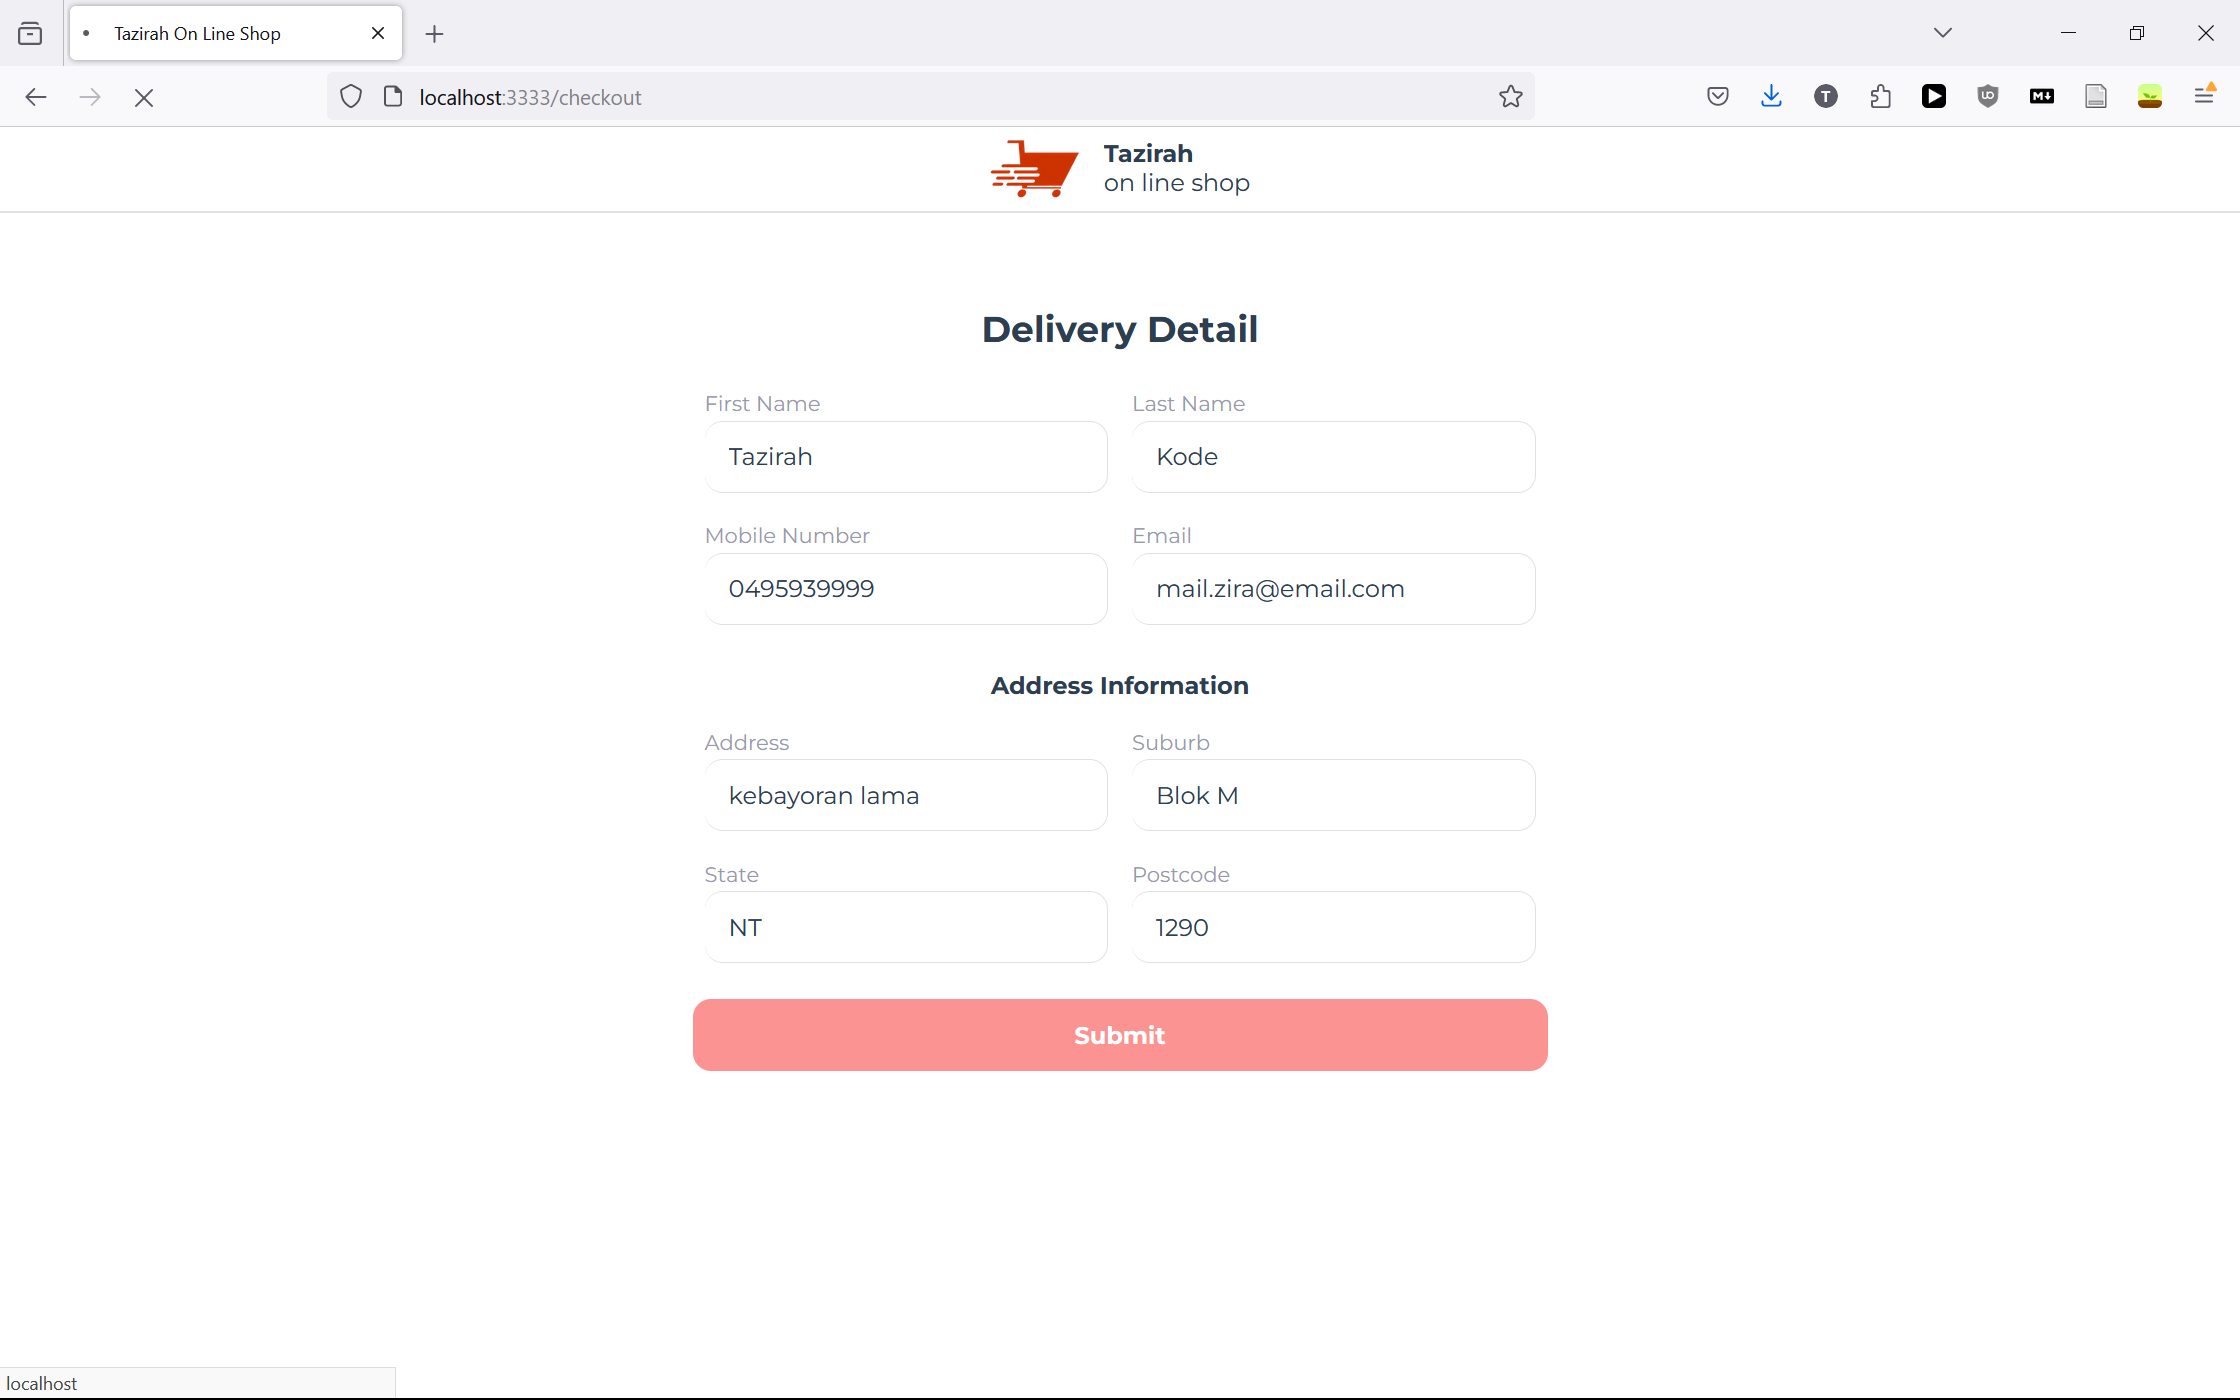 Tazirah On Line Shop
localhost:3333/checkout
T
UO
M
Tazirah
on line shop
Delivery Detail
First Name
Last Name
Tazirah
Kode
Mobile Number
Email
0495939999
mail.zira@email.com
Address Information
Address
Suburb
kebayoran lama
Blok M
State
Postcode
NT
1290
Submit
localhost